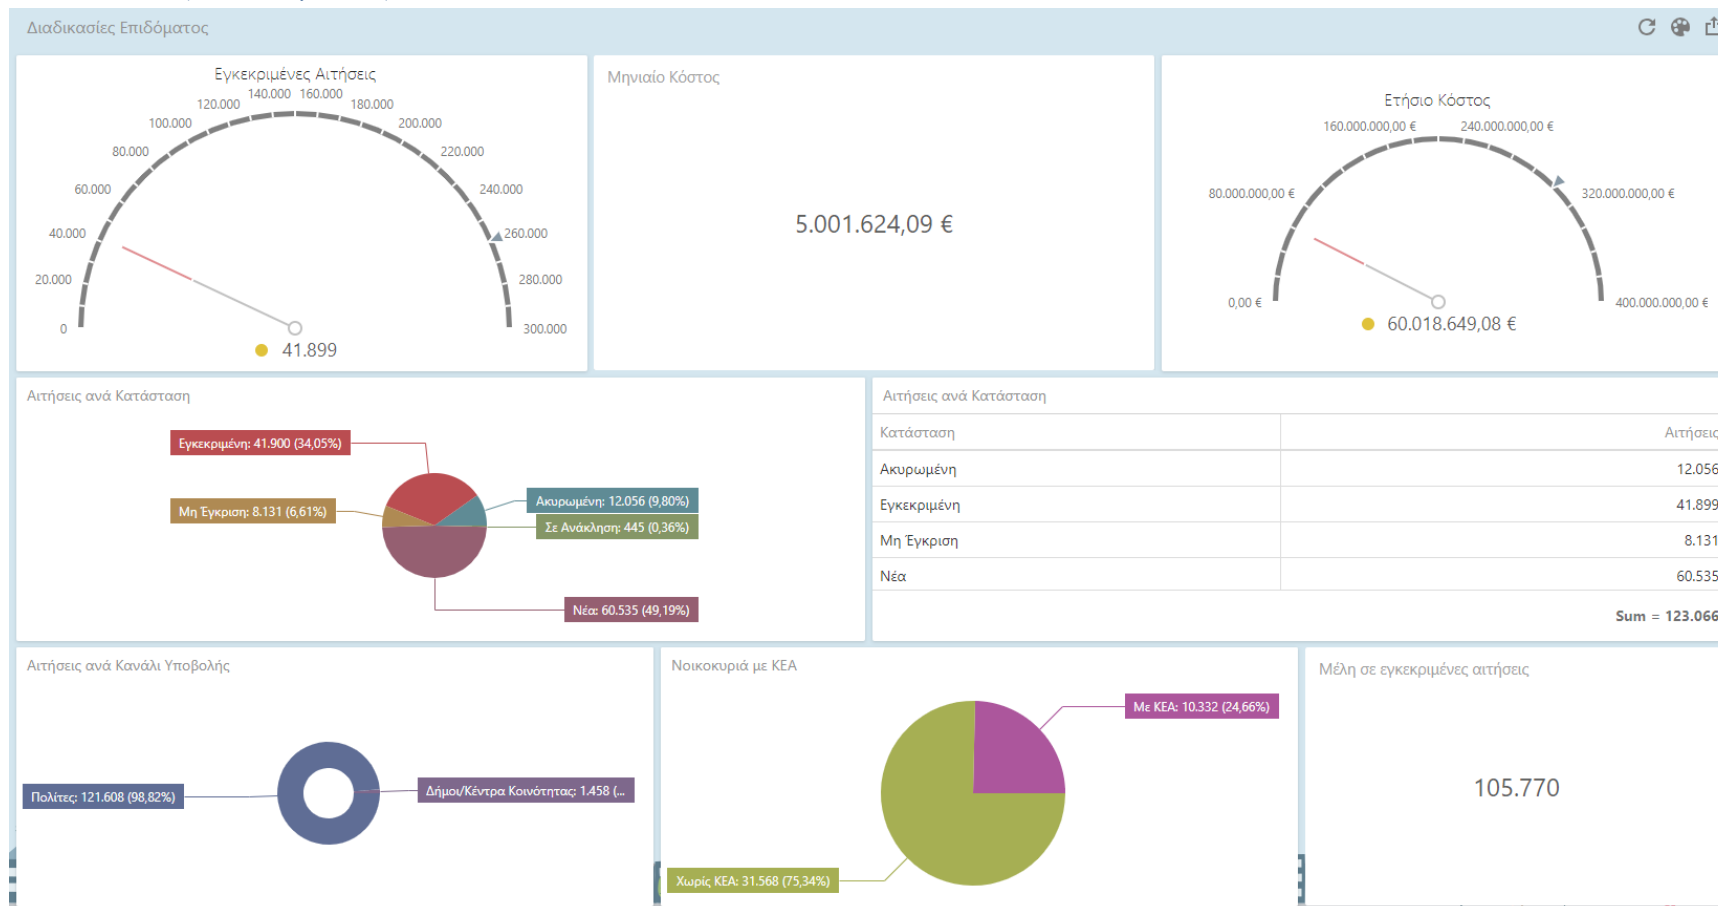 Διαδικασίες Επιδόματος
Εγκεκριμένες Αιτήσεις
0
20.000
40.000
60.000
80.000
100.000
120.000
140.000
160.000
180.000
200.000
220.000
240.000
260.000
280.000
300.000
41.899
Μηνιαίο Κόστος
5.001.624,09 €
Ετήσιο Κόστος
0,00 €
80.000.000,00 €
160.000.000,00 €
240.000.000,00 €
320.000.000,00 €
400.000.000,00 €
60.018.649,08 €
Αιτήσεις ανά Κατάσταση
Εγκεκριμένη: 41.900 (34,05%)
Μη Έγκριση: 8.131 (6,61%)
Ακυρωμένη: 12.056 (9,80%)
Σε Ανάκληση: 445 (0,36%)
Νέα: 60.535 (49,19%)
Αιτήσεις ανά Κατάσταση
Κατάσταση Αιτήσεις
Ακυρωμένη 12.056
Εγκεκριμένη 41.899
Μη Έγκριση 8.131
Νέα 60.535
Sum = 123.066
Αιτήσεις ανά Κανάλι Υποβολής
Πολίτες: 121.608 (98,82%)
Δήμοι/Κέντρα Κοινότητας: 1.458 (...
Νοικοκυριά με ΚΕΑ
Με ΚΕΑ: 10.332 (24,66%)
Χωρίς ΚΕΑ: 31.568 (75,34%)
Μέλη σε εγκεκριμένες αιτήσεις
105.770